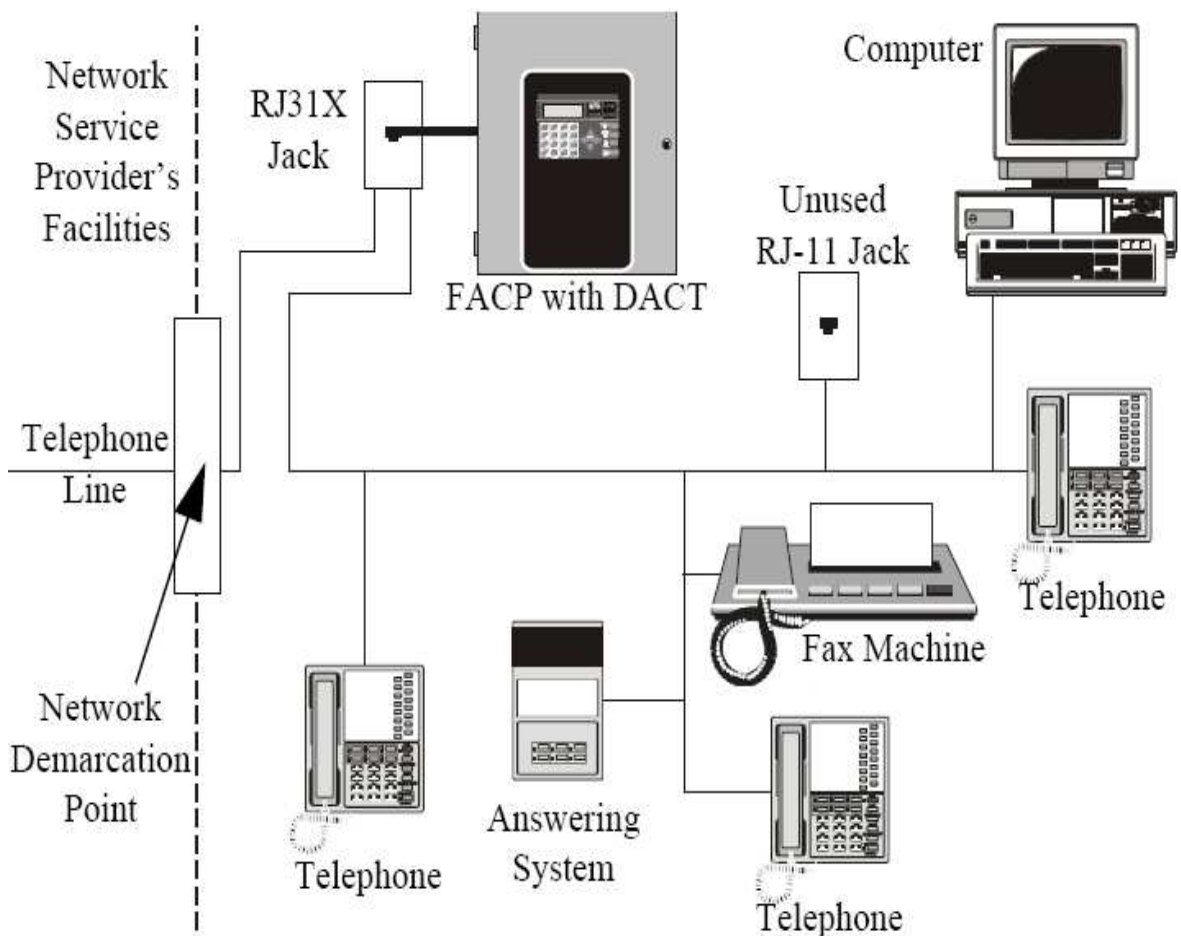 Network
Service
Provider's
Facilities
RJ31X
Jack
FACP with DACT
Computer
Unused
RJ-11 Jack
Telephone
Line
Telephone
Fax Machine
Network
Demarcation
Point
Telephone
Answering
System
Telephone